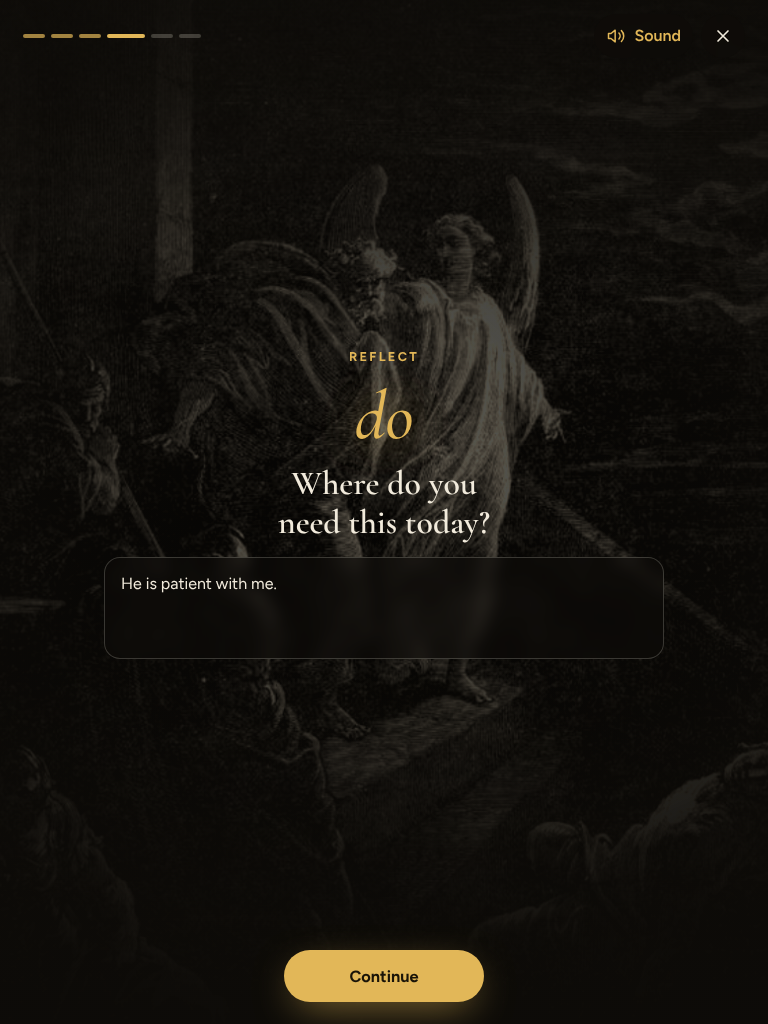 Sound
REFLECT
do
Where do you
need this today?
He is patient with me.
Continue